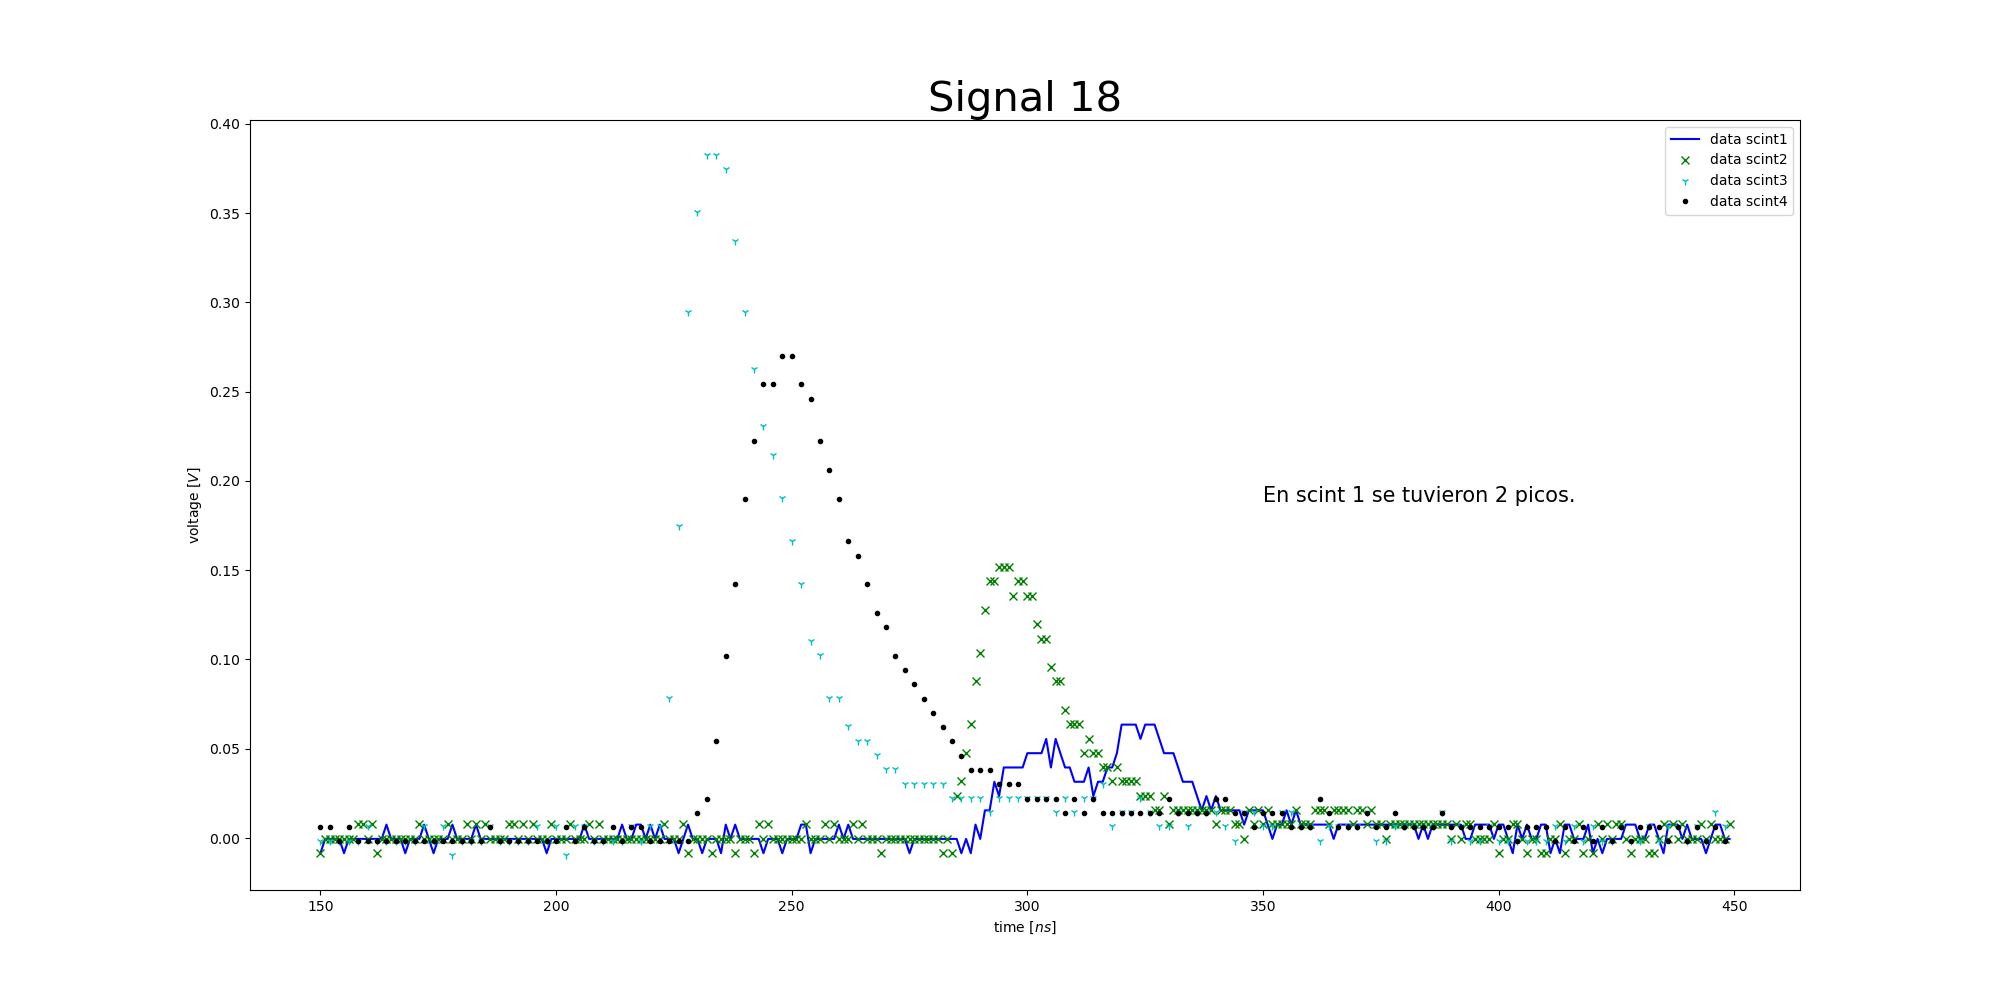 Signal 18
0.40
0.35
0.30
0.25
0.20
0.15
0.10
0.05
0.00
voltage [V]
data scint1
data scint2
data scint3
data scint4
En scint 1 se tuvieron 2 picos.
150 200 250 300 350 400 450
time [ns]